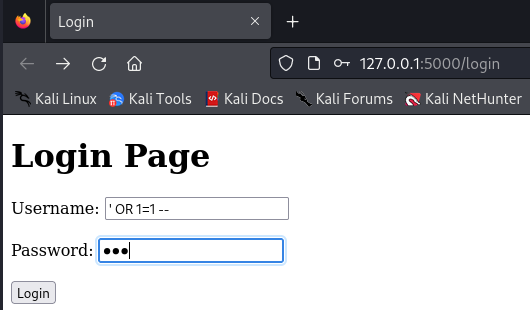 Login
127.0.0.1:5000/login
Kali Linux Kali Tools Kali Docs Kali Forums Kali NetHunter
Login Page
Username: ' OR 1=1 --
Password: •••
Login